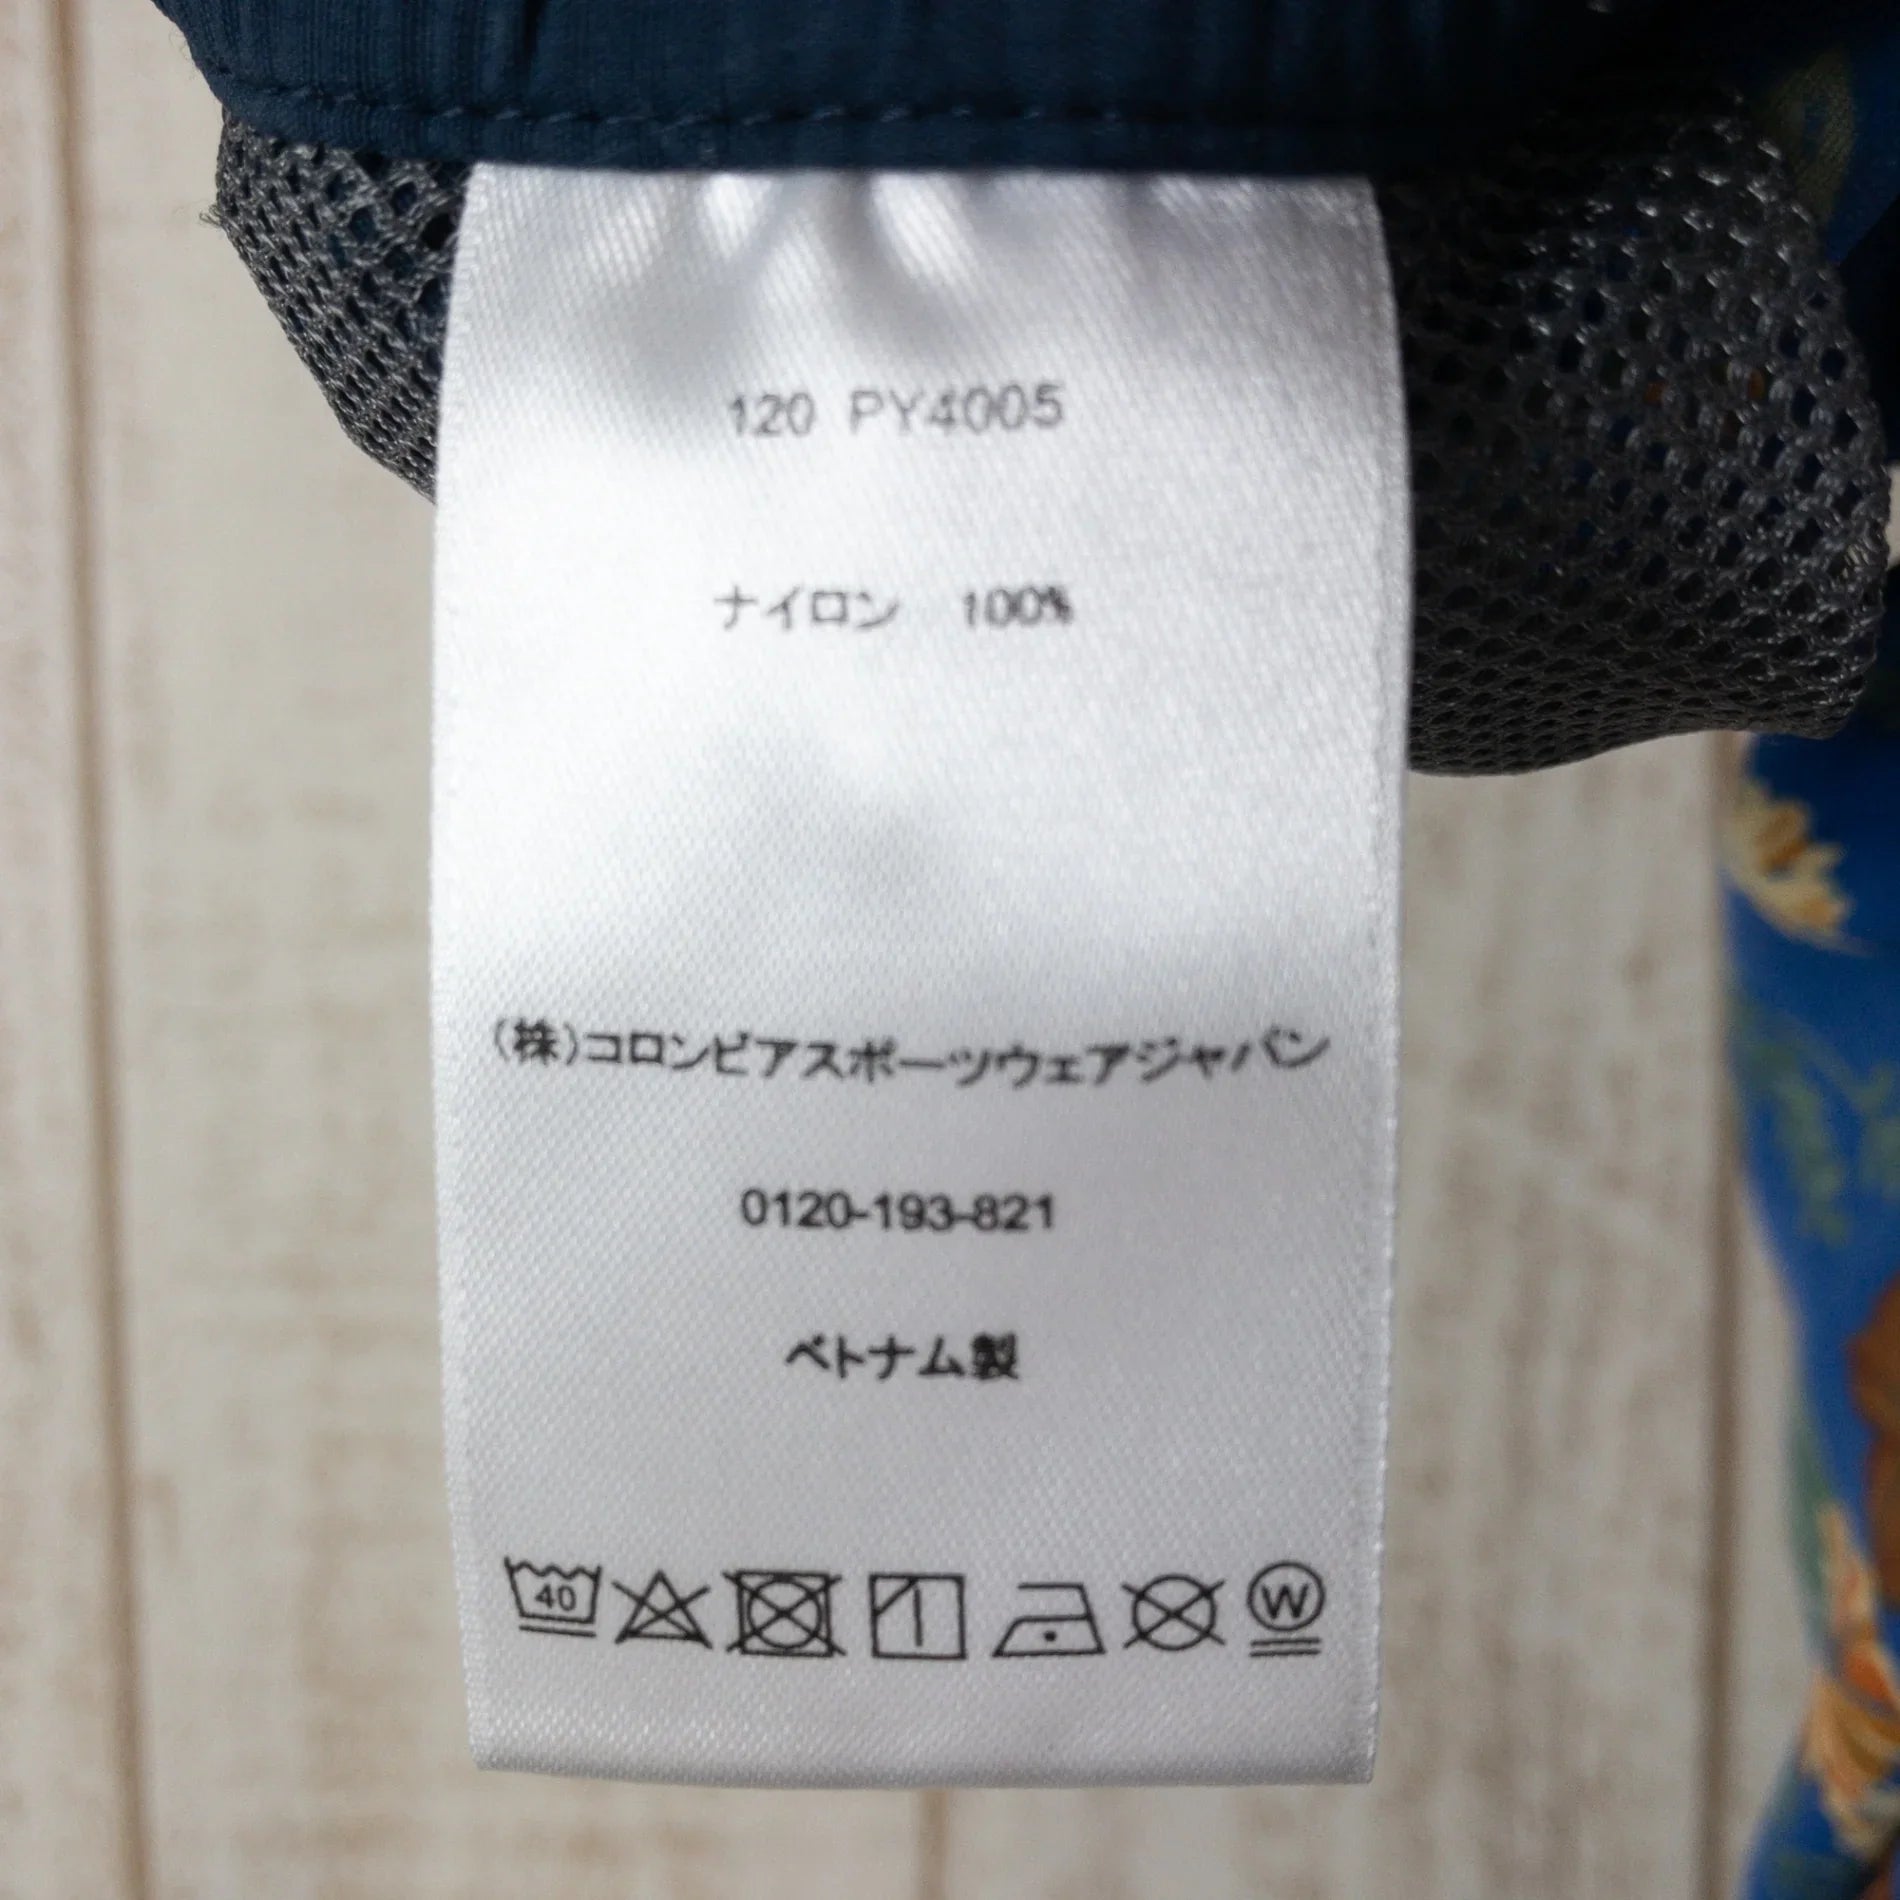 120 PY4005
ナイロン 100%
(株)コロンビアスポーツウェアジャパン
0120-193-821
ベトナム製
40
W